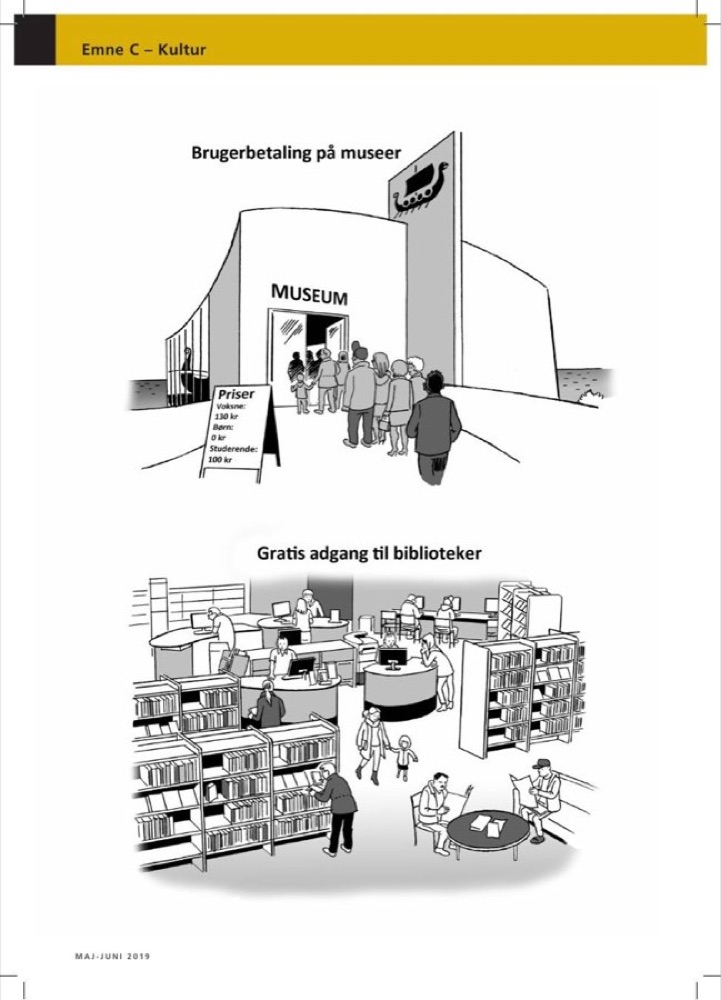 Emne C – Kultur
Brugerbetaling på museer
MUSEUM
Priser
Voksne:
130 kr
Børn:
0 kr
Studerende:
100 kr
Gratis adgang til biblioteker
MAJ-JUNI 2019